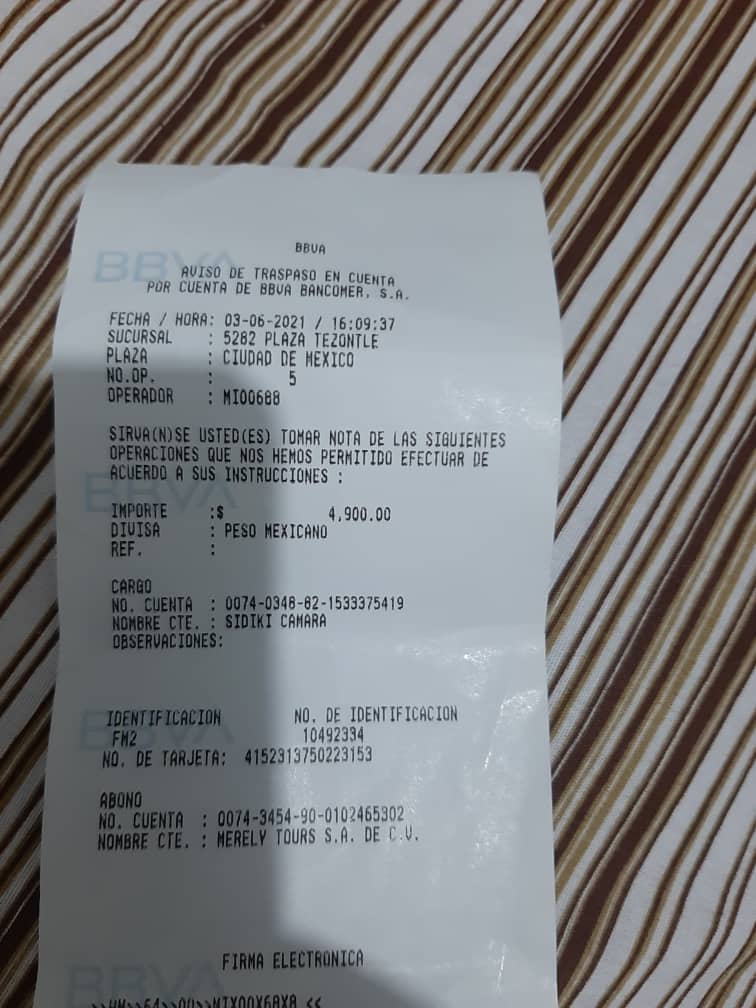 BBVA
BBVA
AVISO DE TRASPASO EN CUENTA
POR CUENTA DE BBVA BANCOMER, S.A.
FECHA / HORA: 03-06-2021 / 16:09:37
SUCURSAL : 5282 PLAZA TEZONTLE
PLAZA : CIUDAD DE MEXICO
NO.OP. : 5
OPERADOR : MI00688
SIRVA(N)SE USTED(ES) TOMAR NOTA DE LAS SIGUIENTES
OPERACIONES QUE NOS HEMOS PERMITIDO EFECTUAR DE
ACUERDO A SUS INSTRUCCIONES :
BBVA
IMPORTE :$ 4,900.00
DIVISA : PESO MEXICANO
REF. :
CARGO
NO. CUENTA : 0074-0348-82-1533375419
NOMBRE CTE. : SIDIKI CAMARA
OBSERVACIONES:
BBVA
IDENTIFICACION NO. DE IDENTIFICACION
FM2 10492334
NO. DE TARJETA: 4152313750223153
ABONO
NO. CUENTA : 0074-3454-90-0102465302
NOMBRE CTE. : MERELY TOURS S.A. DE C.V.
FIRMA ELECTRONICA
BBVA